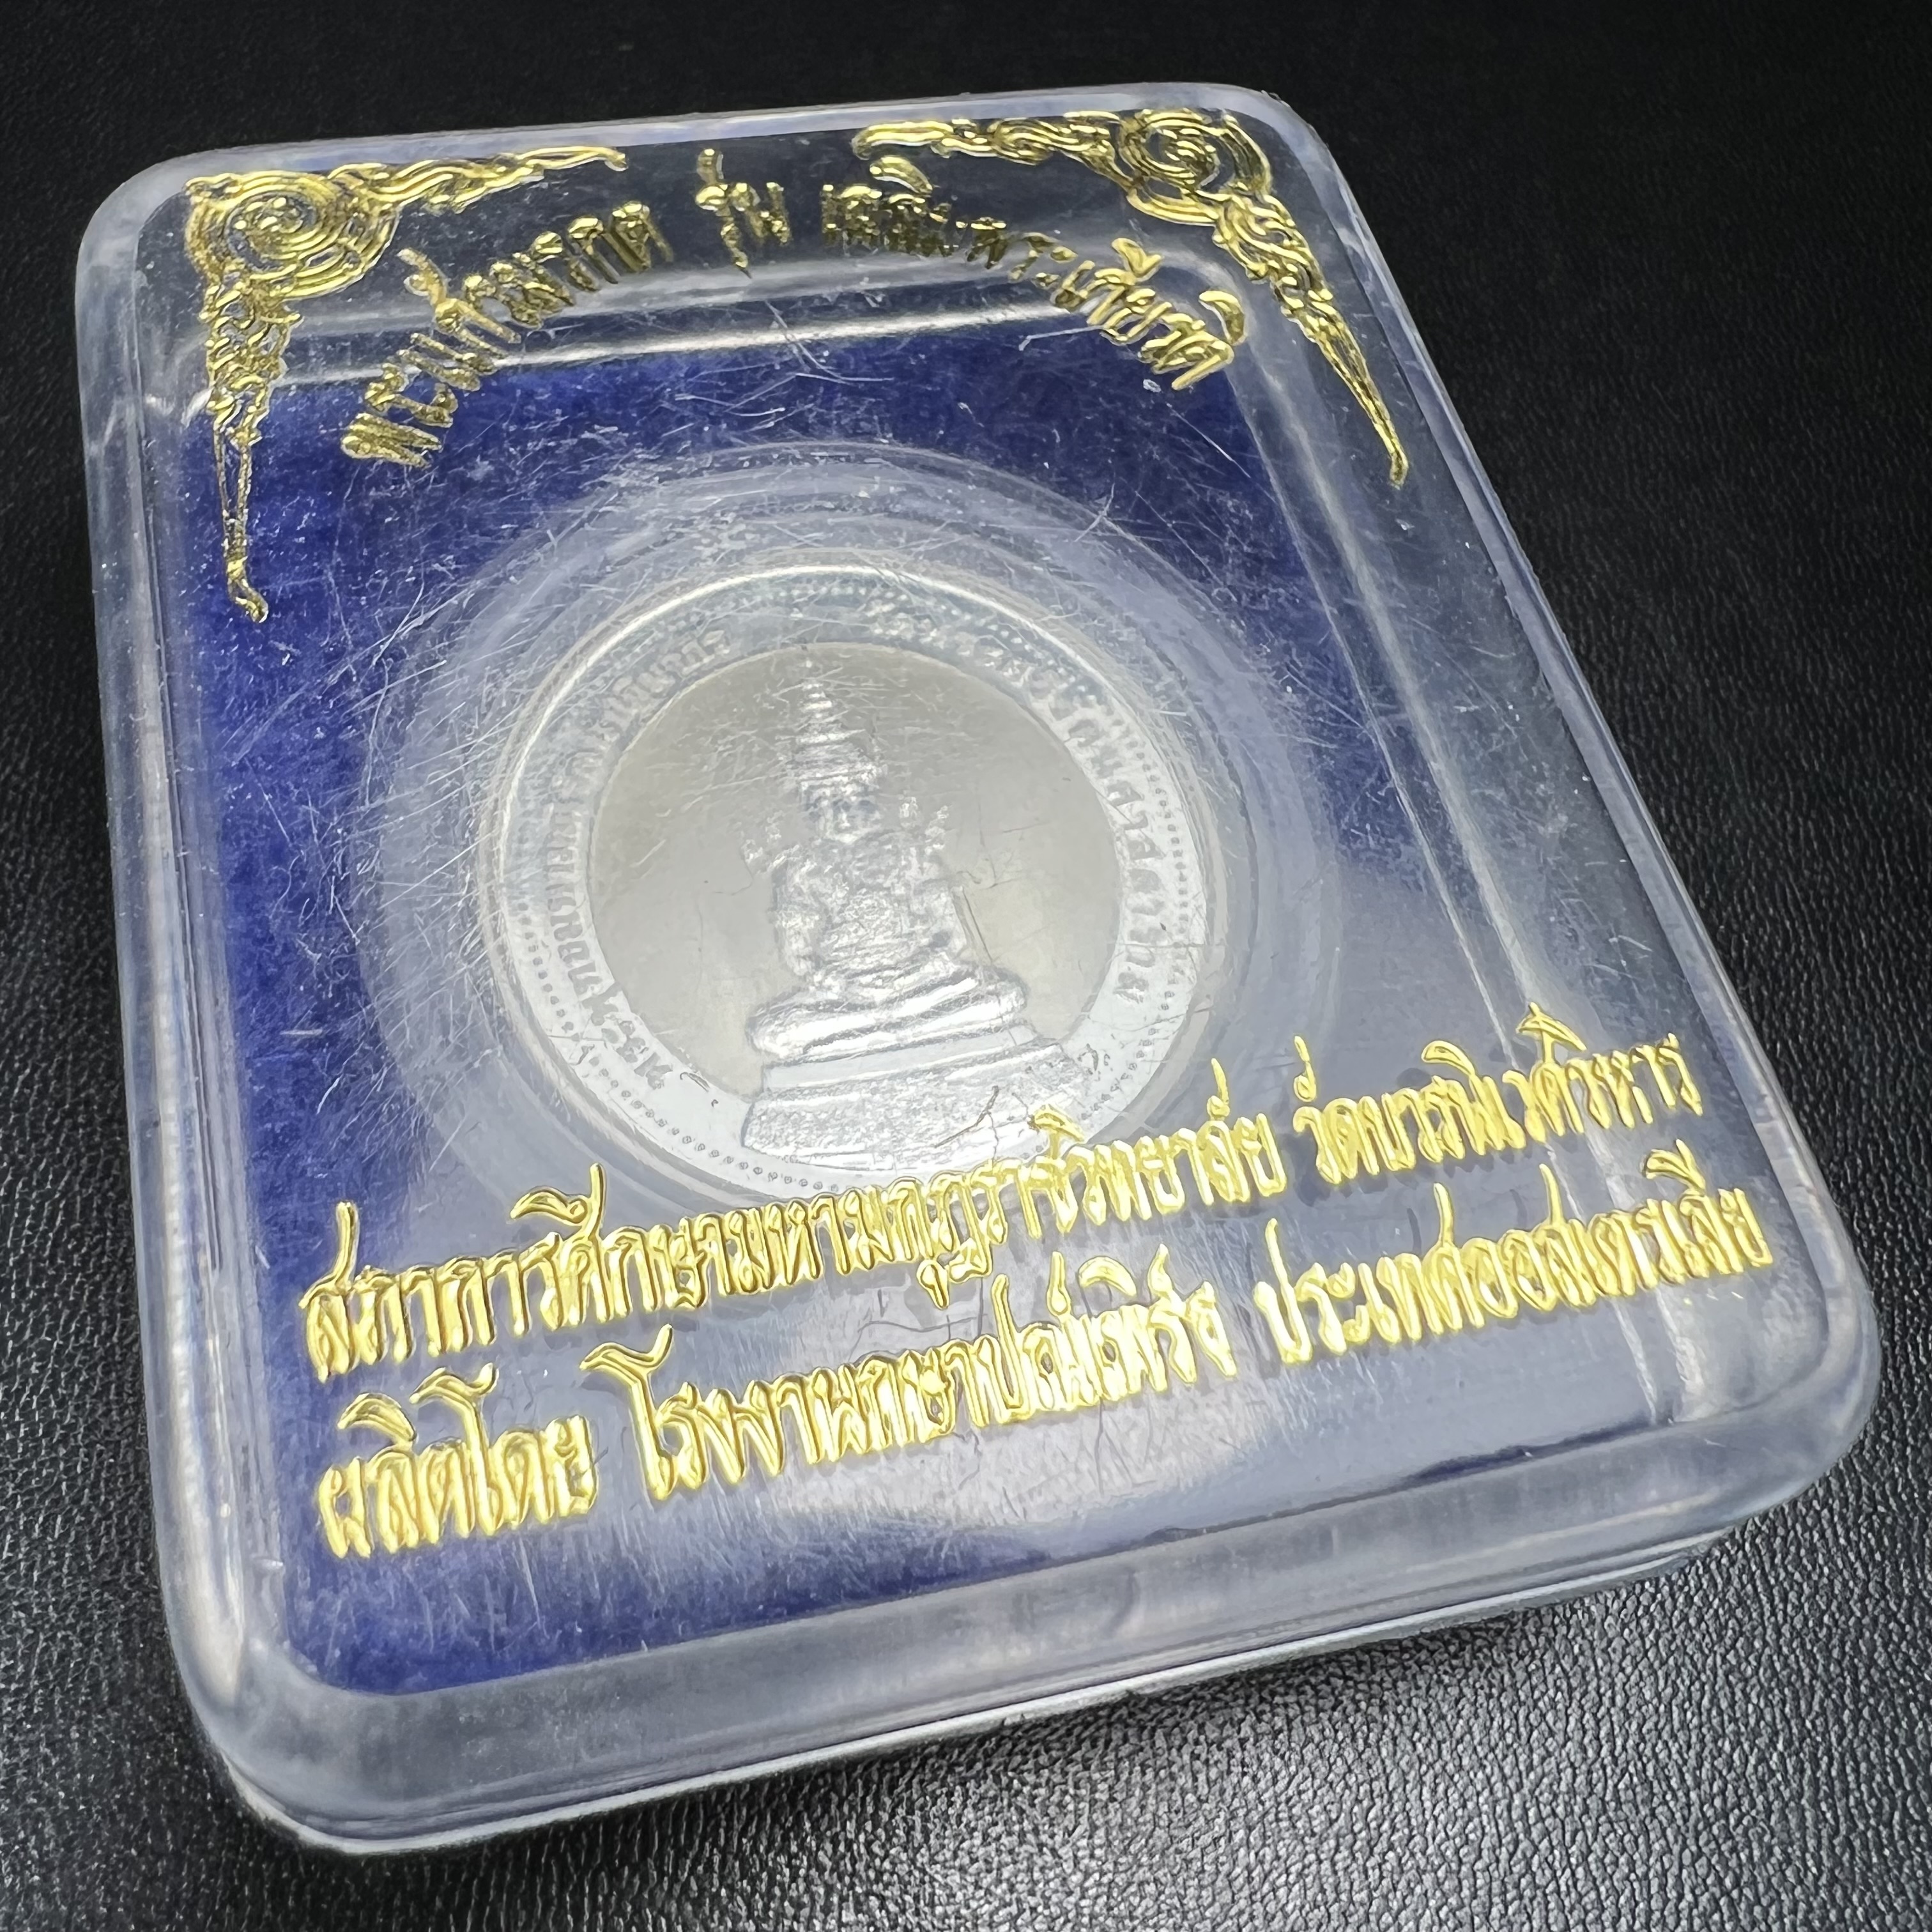 พระแก้วมรกต รุ่น เฉลิมพระเกียรติ
สภาการศึกษามหามกุฏราชวิทยาลัย วัดบวรนิเวศวิหาร
ผลิตโดย โรงงานกษาปณ์เพิร์ธ ประเทศออสเตรเลีย